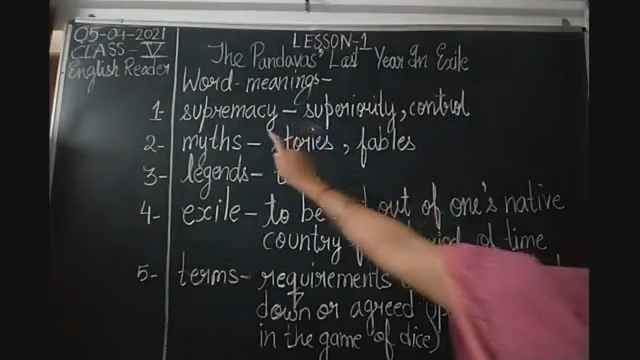 05-04-2021
CLASS - V
English Reader
LESSON-1
The Pandavas' Last Year In Exile
Word-meanings-
1- supremacy - superiority, control
2- myths - stories, fables
3- legends -
4- exile - to be out of one's native
country of time
5- terms - requirements
down or agreed
in the game of dice)